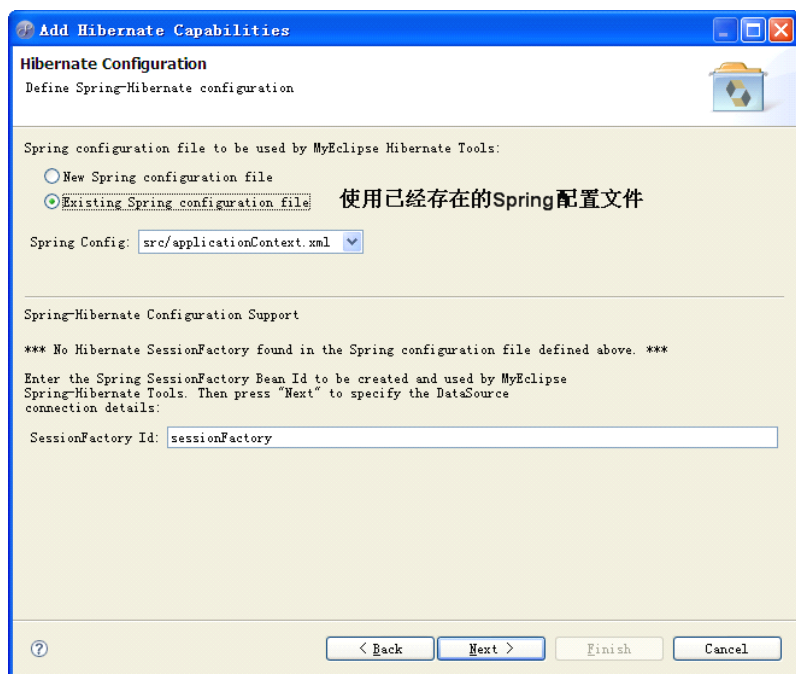 Add Hibernate Capabilities
Hibernate Configuration
Define Spring-Hibernate configuration
Spring configuration file to be used by MyEclipse Hibernate Tools:
New Spring configuration file
Existing Spring configuration file 使用已经存在的Spring配置文件
Spring Config: src/applicationContext.xml
Spring-Hibernate Configuration Support
*** No Hibernate SessionFactory found in the Spring configuration file defined above. ***
Enter the Spring SessionFactory Bean Id to be created and used by MyEclipse
Spring-Hibernate Tools. Then press "Next" to specify the DataSource
connection details:
SessionFactory Id: sessionFactory
? < Back Next > Finish Cancel